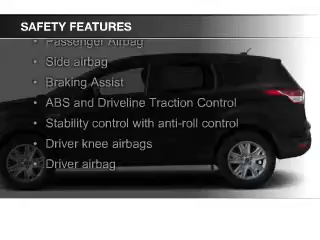 SAFETY FEATURES
• Passenger Airbag
• Side airbag
• Braking Assist
• ABS and Driveline Traction Control
• Stability control with anti-roll control
• Driver knee airbags
• Driver airbag